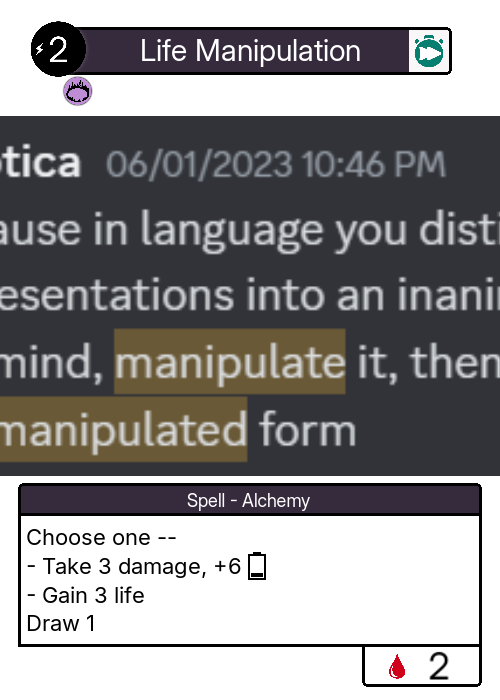 2 Life Manipulation
tica 06/01/2023 10:46 PM
ause in language you disti
esentations into an inani
mind, manipulate it, then
manipulated form
Spell - Alchemy
Choose one --
- Take 3 damage, +6
- Gain 3 life
Draw 1
2